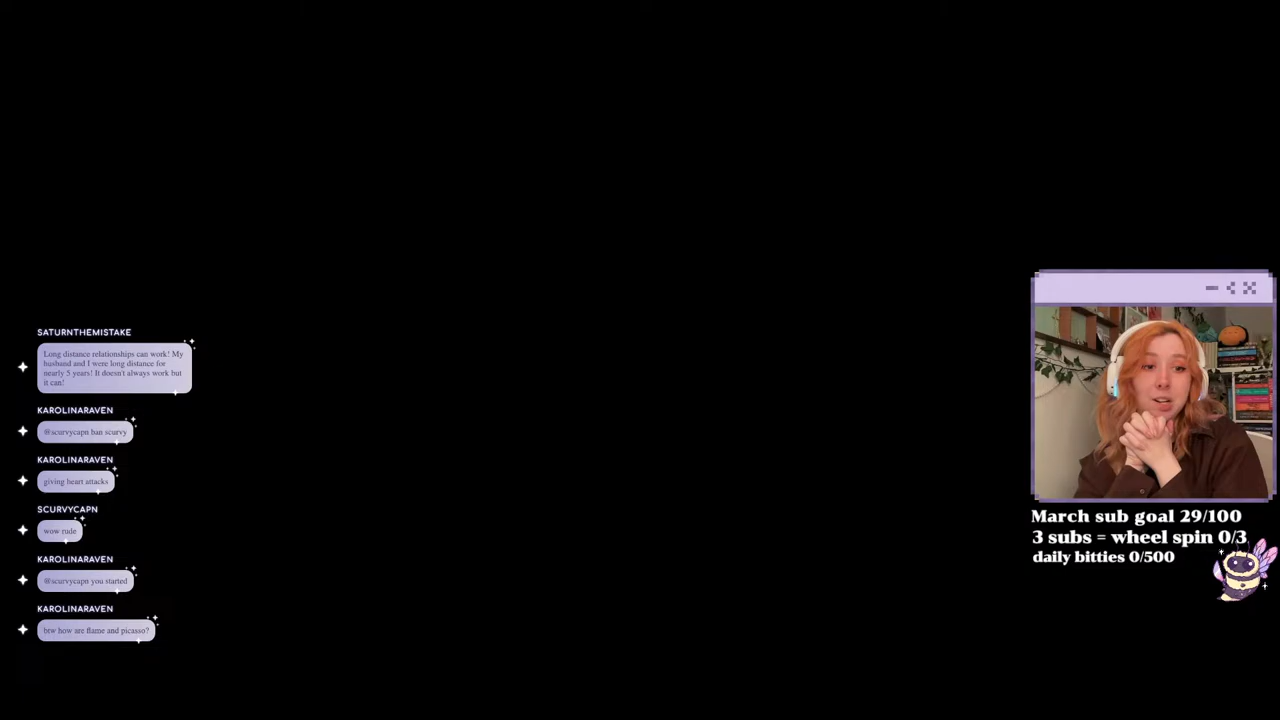 SATURNTHEMISTAKE
Long distance relationships can work! My
husband and I were long distance for
nearly 5 years! It doesn't always work but
it can!
KAROLINARAVEN
@scurvycapn ban scurvy
KAROLINARAVEN
giving heart attacks
SCURVYCAPN
wow rude
KAROLINARAVEN
@scurvycapn you started
KAROLINARAVEN
btw how are flame and picasso?
March sub goal 29/100
3 subs = wheel spin 0/3
daily bitties 0/500